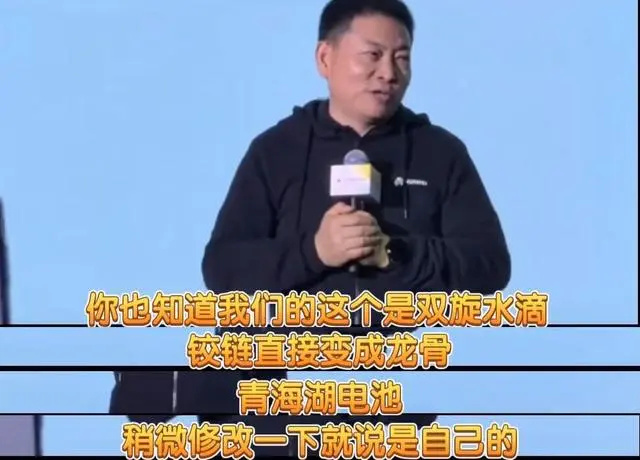 你也知道我们的这个是双旋水滴
铰链直接变成龙骨
青海湖电池
稍微修改一下就说是自己的